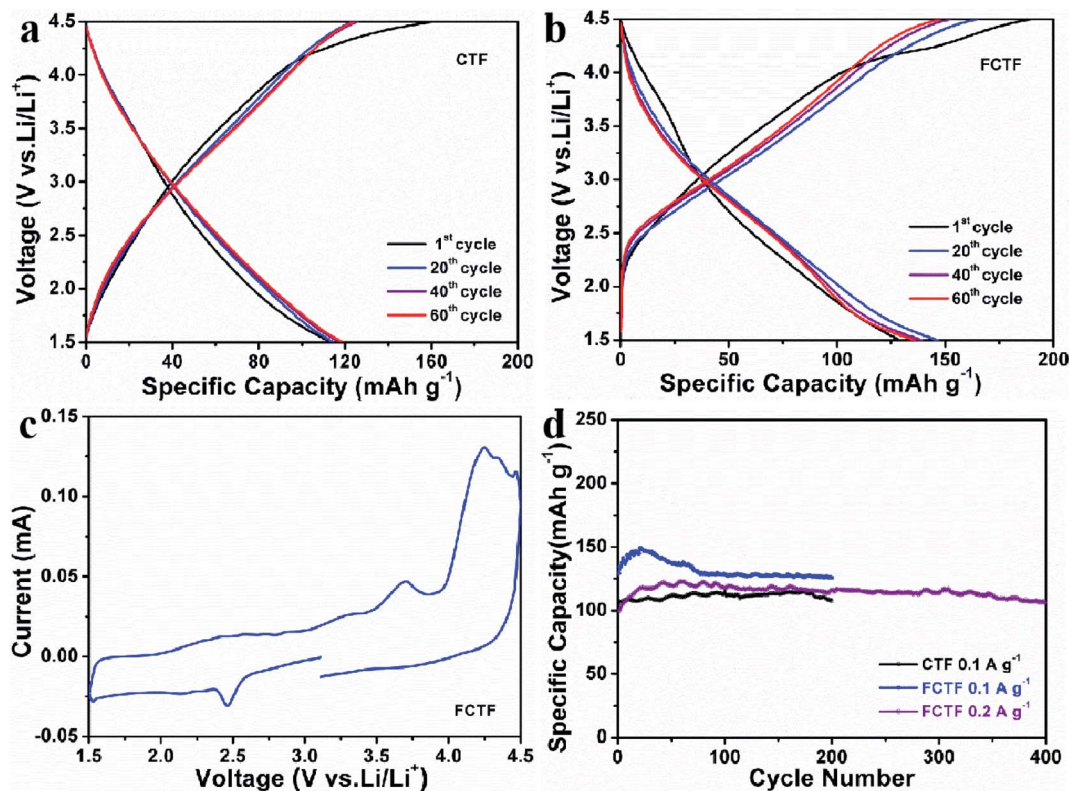 a
CTF
4.5
4.0
3.5
3.0
2.5
2.0
1.5
Voltage (V vs.Li/Li⁺)
1ˢᵗ cycle
20ᵗʰ cycle
40ᵗʰ cycle
60ᵗʰ cycle
0 40 80 120 160 200
Specific Capacity (mAh g⁻¹)
b
FCTF
4.5
4.0
3.5
3.0
2.5
2.0
1.5
Voltage (V vs.Li/Li⁺)
1ˢᵗ cycle
20ᵗʰ cycle
40ᵗʰ cycle
60ᵗʰ cycle
0 50 100 150 200
Specific Capacity (mAh g⁻¹)
c
0.15
0.10
0.05
0.00
-0.05
Current (mA)
FCTF
1.5 2.0 2.5 3.0 3.5 4.0 4.5
Voltage (V vs.Li/Li⁺)
d
250
200
150
100
50
0
Specific Capacity(mAh g⁻¹)
CTF 0.1 A g⁻¹
FCTF 0.1 A g⁻¹
FCTF 0.2 A g⁻¹
0 100 200 300 400
Cycle Number